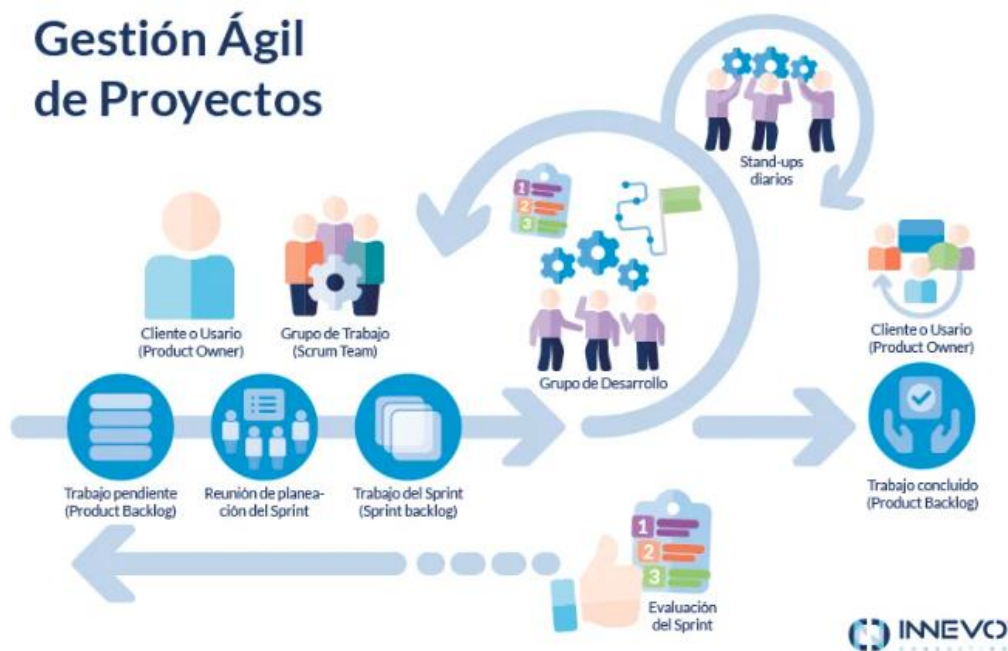 Gestión Ágil
de Proyectos
Stand-ups
diarios
1
2
3
Cliente o Usario
(Product Owner)
Grupo de Trabajo
(Scrum Team)
Grupo de Desarrollo
Cliente o Usario
(Product Owner)
Trabajo pendiente
(Product Backlog)
Reunión de planea-
ción del Sprint
Trabajo del Sprint
(Sprint backlog)
Trabajo concluido
(Product Backlog)
1
2
3
Evaluación
del Sprint
INNEVO
CONSULTING